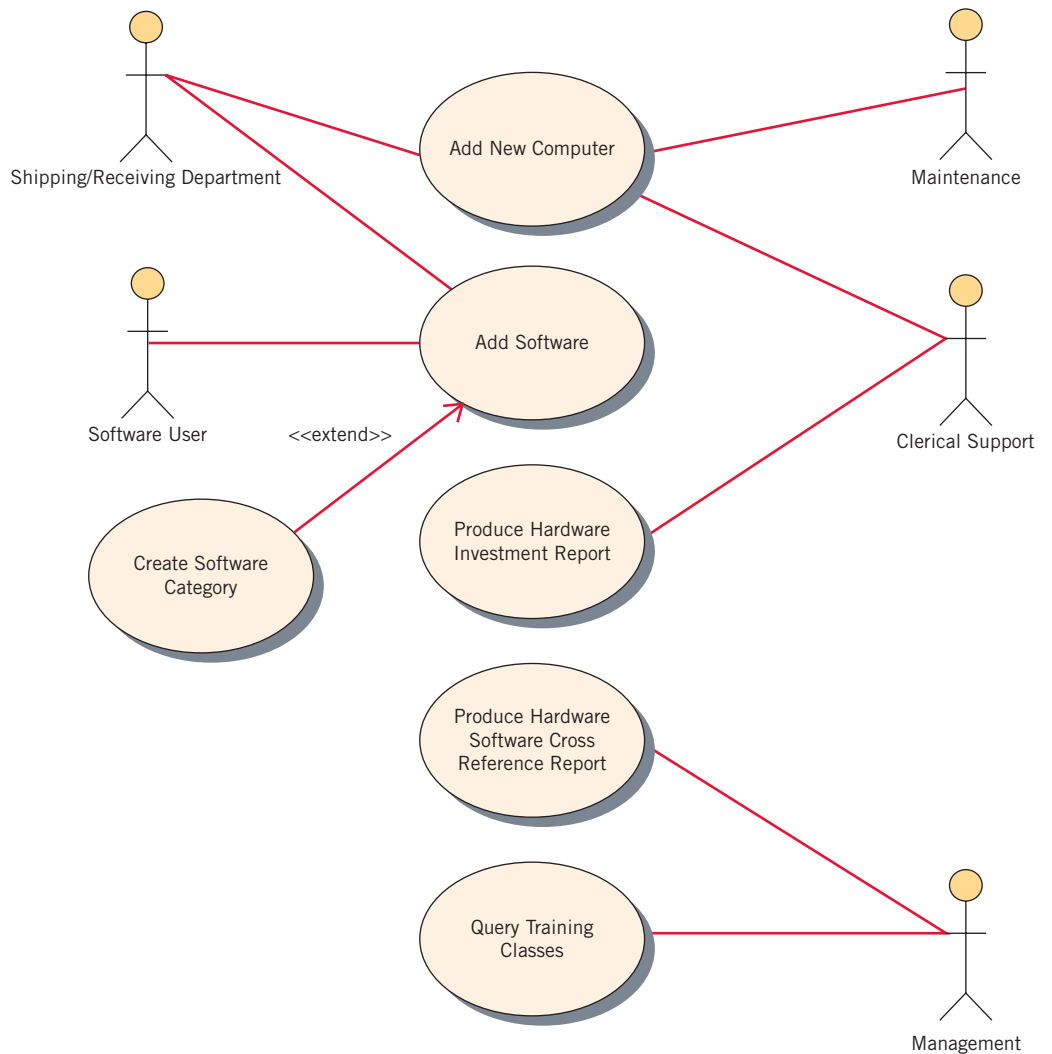 Add New Computer
Shipping/Receiving Department
Maintenance
Add Software
Software User
<<extend>>
Clerical Support
Produce Hardware
Investment Report
Create Software
Category
Produce Hardware
Software Cross
Reference Report
Query Training
Classes
Management